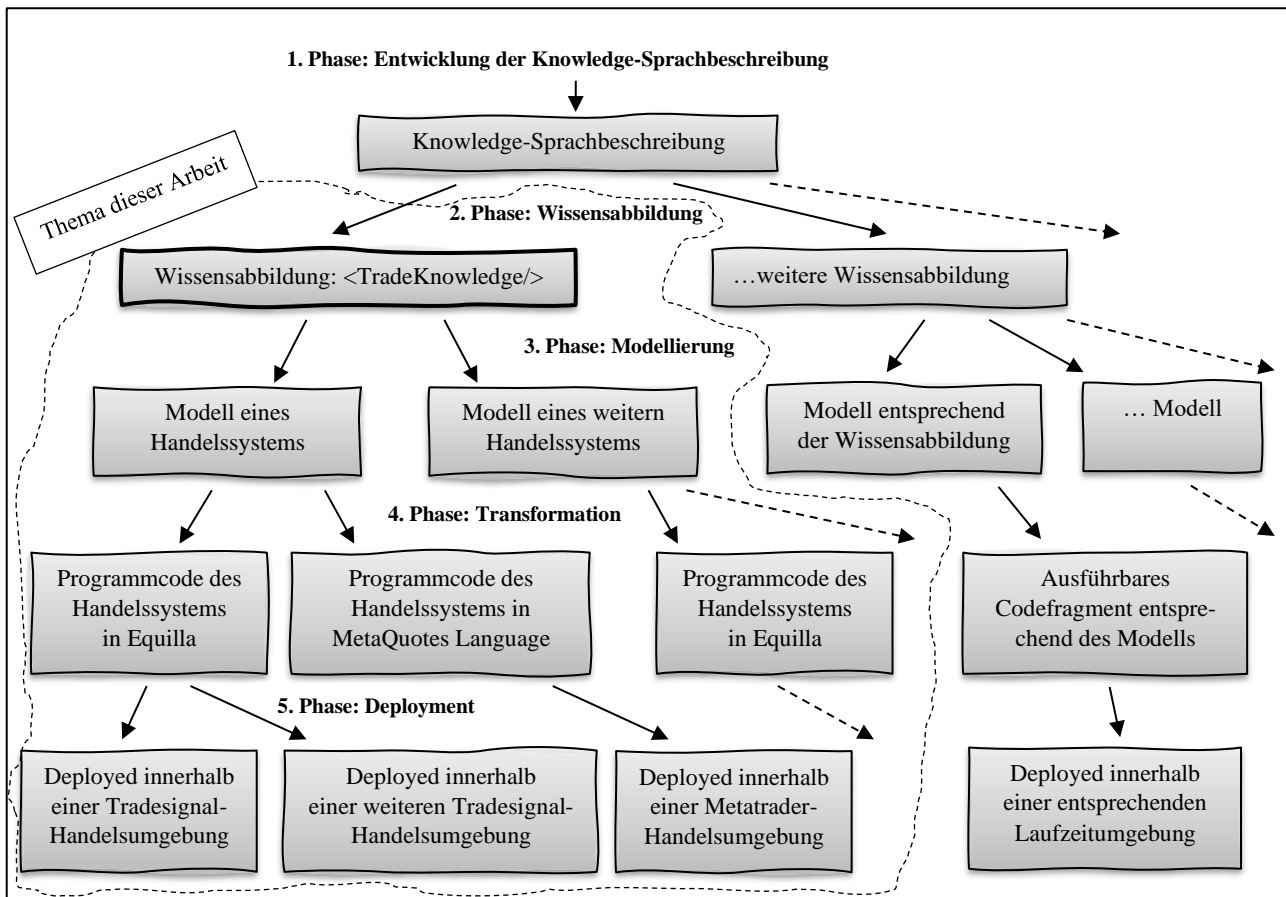 1. Phase: Entwicklung der Knowledge-Sprachbeschreibung
Knowledge-Sprachbeschreibung
Thema dieser Arbeit
2. Phase: Wissensabbildung
Wissensabbildung: <TradeKnowledge/>
…weitere Wissensabbildung
3. Phase: Modellierung
Modell eines
Handelssystems
Modell eines weitern
Handelssystems
Modell entsprechend
der Wissensabbildung
… Modell
4. Phase: Transformation
Programmcode des
Handelssystems
in Equilla
Programmcode des
Handelssystems in
MetaQuotes Language
Programmcode des
Handelssystems
in Equilla
Ausführbares
Codefragment entspre-
chend des Modells
5. Phase: Deployment
Deployed innerhalb
einer Tradesignal-
Handelsumgebung
Deployed innerhalb
einer weiteren Tradesignal-
Handelsumgebung
Deployed innerhalb
einer Metatrader-
Handelsumgebung
Deployed innerhalb
einer entsprechenden
Laufzeitumgebung